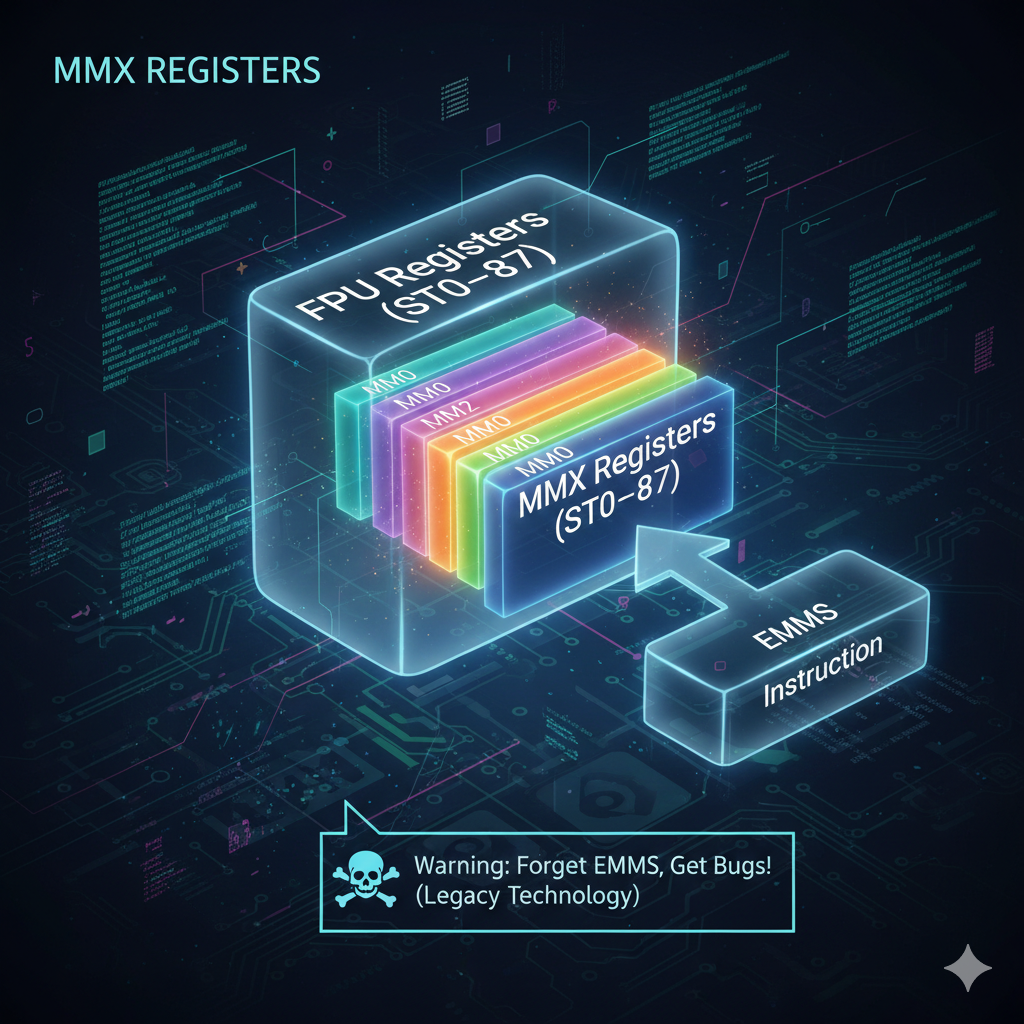 MMX REGISTERS
FPU Registers
(ST0–87)
MM0
MM0
MM2
MM0
MM0
MM0
MMX Registers
(ST0–87)
EMMS
Instruction
Warning: Forget EMMS, Get Bugs!
(Legacy Technology)